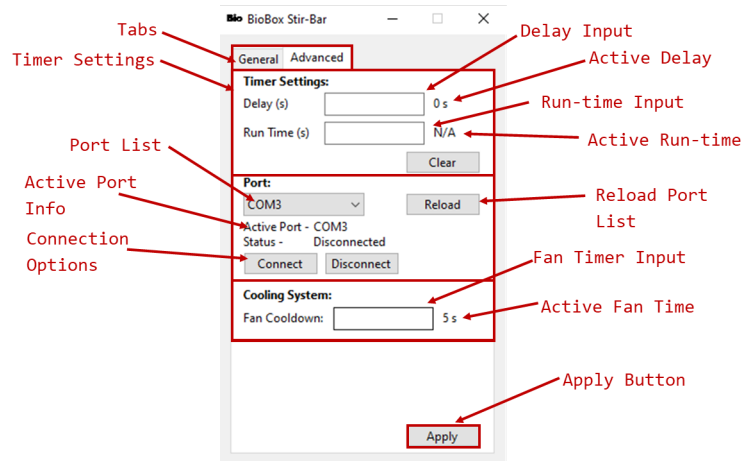 Bio BioBox Stir-Bar
Tabs
Delay Input
General Advanced
Timer Settings
Active Delay
Timer Settings:
Delay (s) 0 s
Run-time Input
Run Time (s) N/A
Active Run-time
Port List
Clear
Active Port
Info
Port:
COM3 Reload
Reload Port
List
Active Port - COM3
Status - Disconnected
Connection
Options
Connect Disconnect
Fan Timer Input
Cooling System:
Fan Cooldown: 5 s
Active Fan Time
Apply Button
Apply